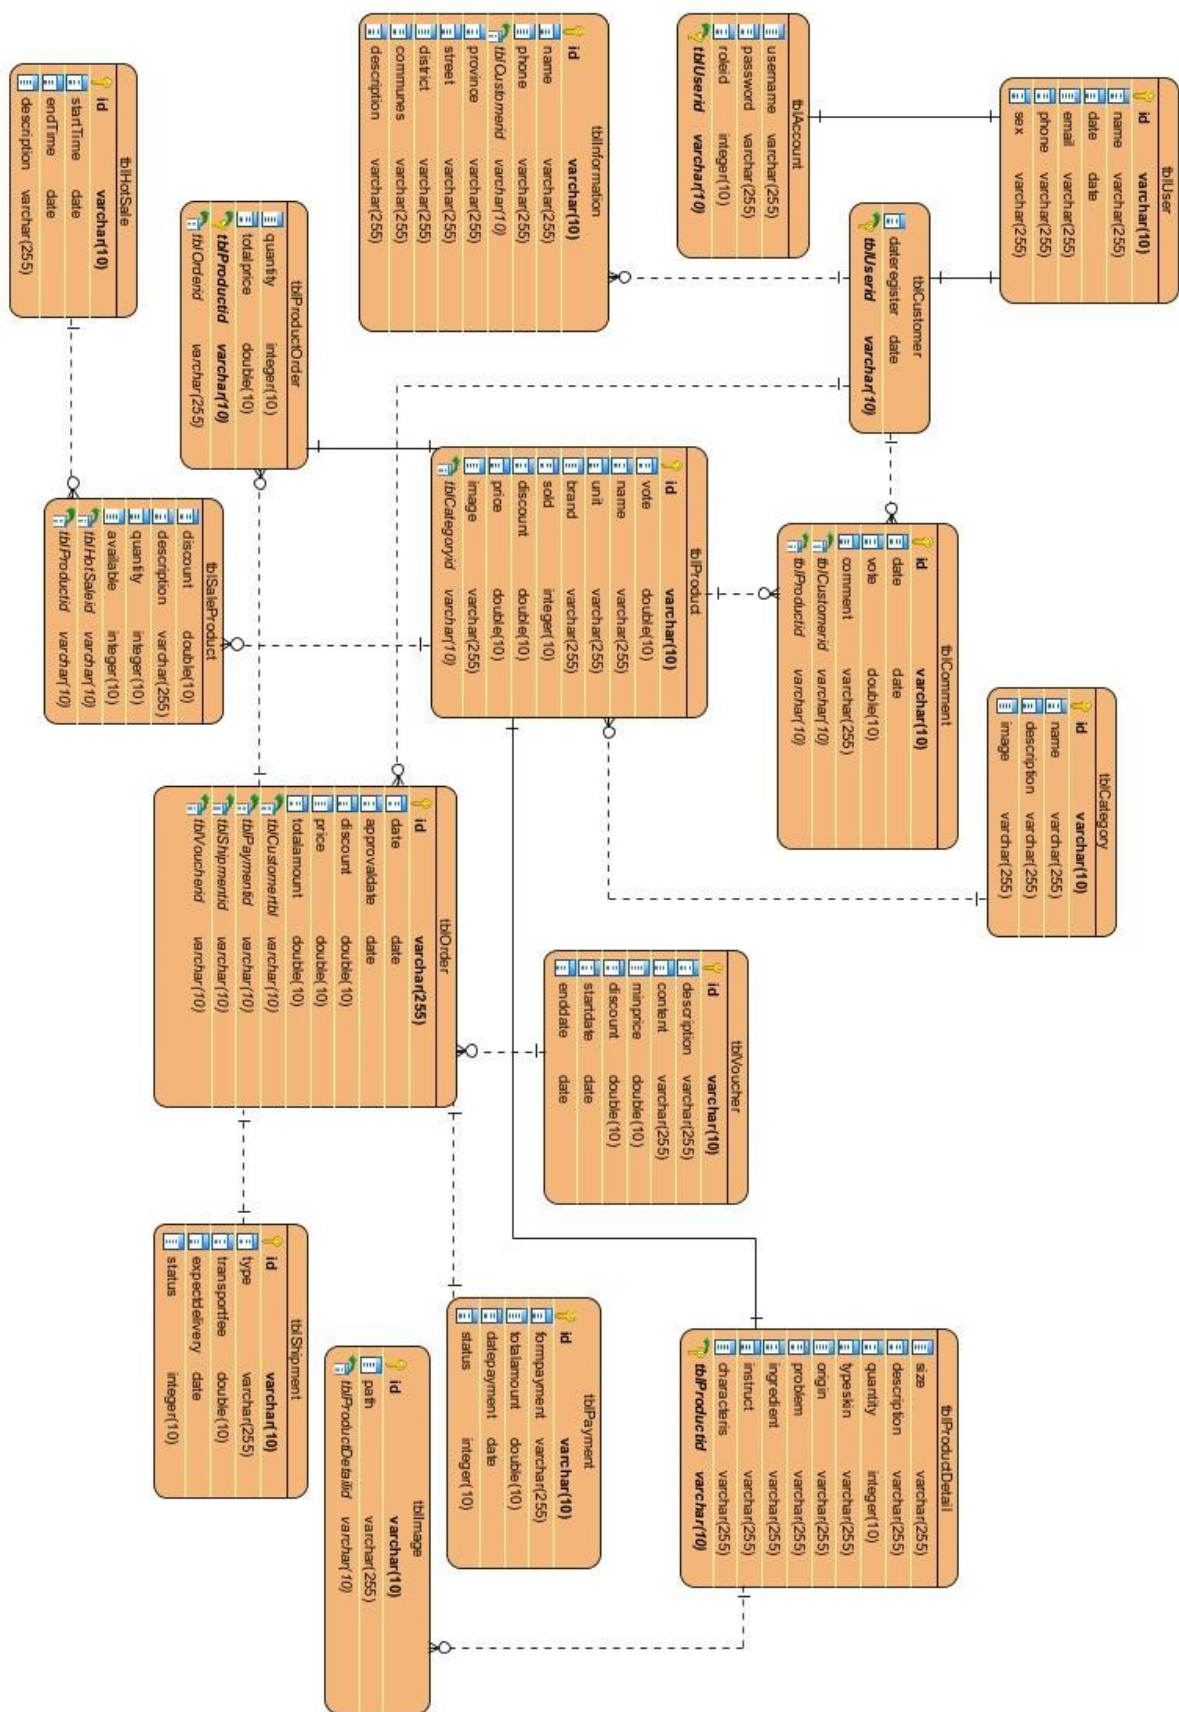 tblUser
id varchar(10)
name varchar(255)
date date
email varchar(255)
phone varchar(255)
sex varchar(255)
tblAccount
username varchar(255)
password varchar(255)
roleid integer(10)
tblUserid varchar(10)
tblCustomer
dateregister date
tblUserid varchar(10)
tblInformation
id varchar(10)
name varchar(255)
phone varchar(255)
tblCustomerid varchar(10)
province varchar(255)
street varchar(255)
district varchar(255)
communes varchar(255)
description varchar(255)
tblHotSale
id varchar(10)
startTime date
endTime date
description varchar(255)
tblProductOrder
quantity integer(10)
totalprice double(10)
tblProductid varchar(10)
tblOrderid varchar(255)
tblProduct
id varchar(10)
vote double(10)
name varchar(255)
unit varchar(255)
brand varchar(255)
sold integer(10)
discount double(10)
price double(10)
image varchar(255)
tblCategoryid varchar(10)
tblComment
id varchar(10)
date date
vote double(10)
comment varchar(255)
tblCustomerid varchar(10)
tblProductid varchar(10)
tblCategory
id varchar(10)
name varchar(255)
description varchar(255)
image varchar(255)
tblSaleProduct
discount double(10)
description varchar(255)
quantity integer(10)
available integer(10)
tblHotSaleid varchar(10)
tblProductid varchar(10)
tblOrder
id varchar(255)
date date
approvaldate date
discount double(10)
price double(10)
totalamount double(10)
tblCustomertbl varchar(10)
tblPaymentid varchar(10)
tblShipmentid varchar(10)
tblVoucherid varchar(10)
tblVoucher
id varchar(10)
description varchar(255)
content varchar(255)
minprice double(10)
discount double(10)
startdate date
enddate date
tblShipment
id varchar(10)
type varchar(255)
transportfee double(10)
expectdelivery date
status integer(10)
tblPayment
id varchar(10)
formpayment varchar(255)
totalamount double(10)
datepayment date
status integer(10)
tblProductDetail
size varchar(255)
description varchar(255)
quantity integer(10)
typeskin varchar(255)
origin varchar(255)
problem varchar(255)
ingredient varchar(255)
instruct varchar(255)
characteris varchar(255)
tblProductid varchar(10)
tblImage
id varchar(10)
path varchar(255)
tblProductDetailid varchar(10)